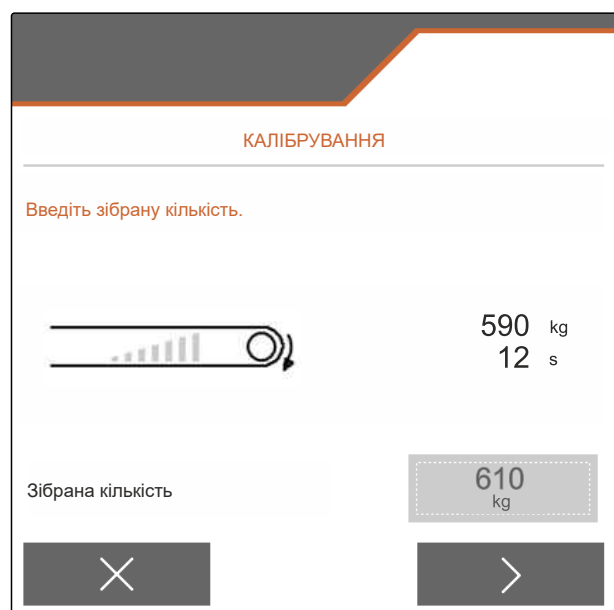 КАЛІБРУВАННЯ
Введіть зібрану кількість.
590 kg
12 s
Зібрана кількість
610
kg